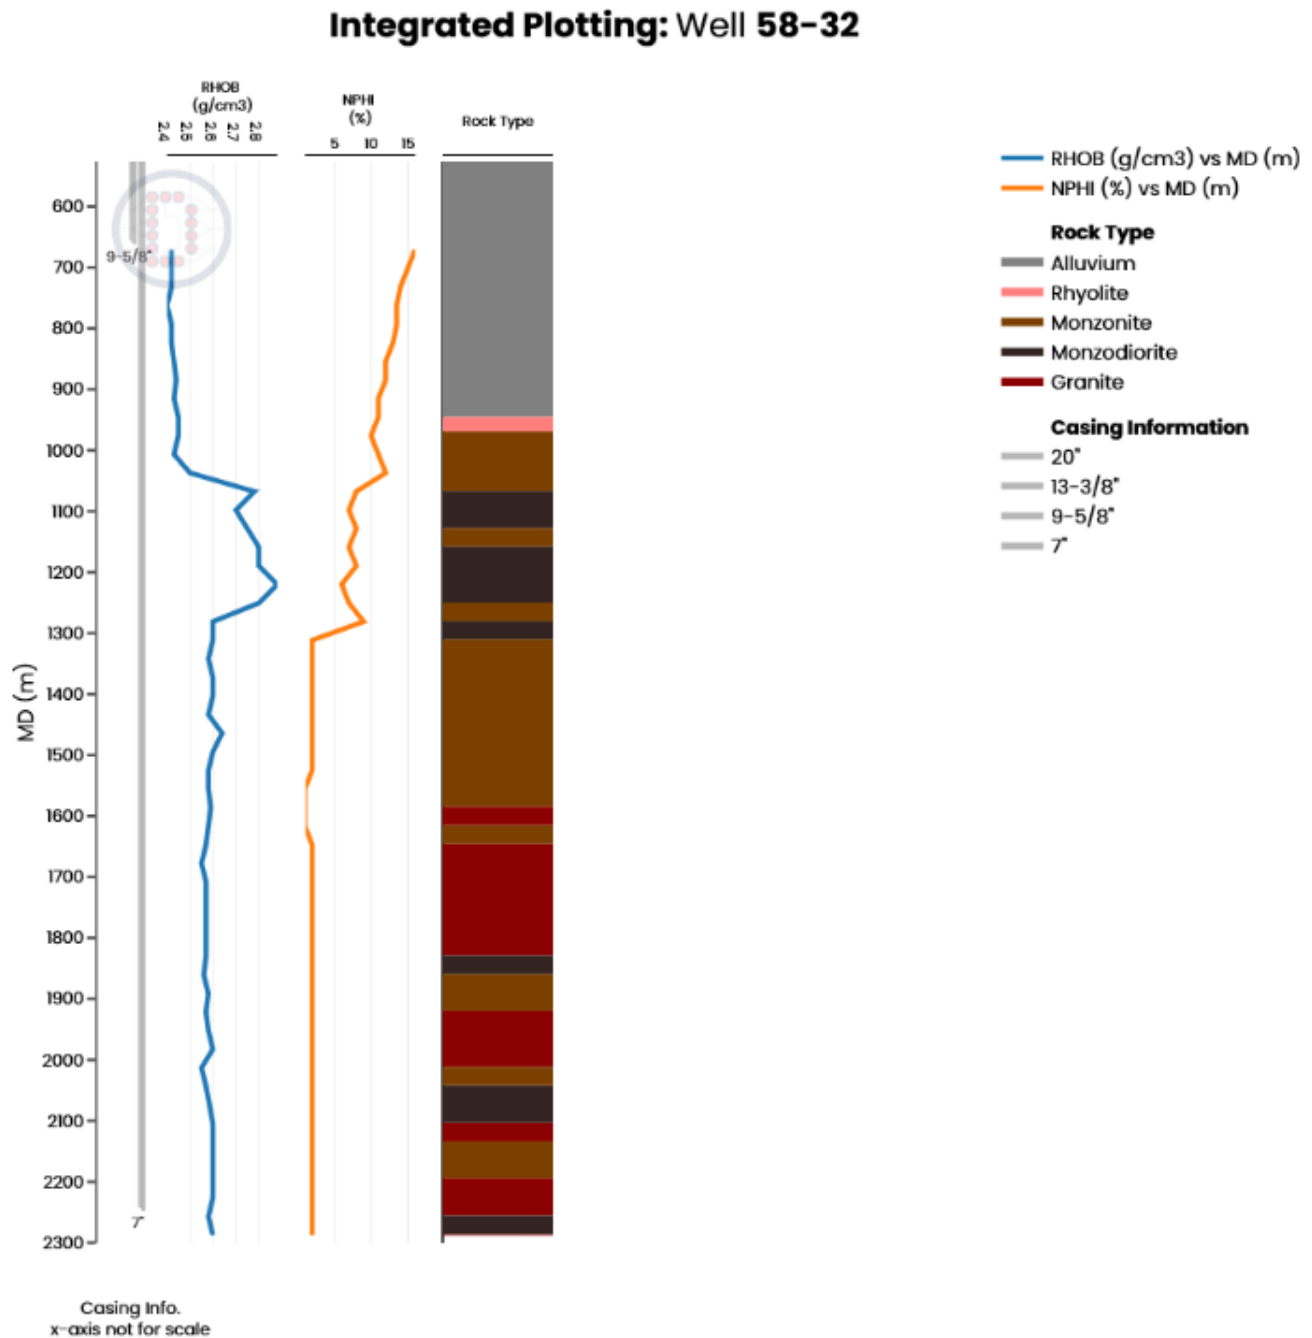 Integrated Plotting: Well 58-32
RHOB
(g/cm3)
2.4
2.5
2.6
2.7
2.8
NPHI
(%)
5 10 15
Rock Type
MD (m)
600
700
800
900
1000
1100
1200
1300
1400
1500
1600
1700
1800
1900
2000
2100
2200
2300
9-5/8"
7"
Casing Info.
x-axis not for scale
RHOB (g/cm3) vs MD (m)
NPHI (%) vs MD (m)
Rock Type
Alluvium
Rhyolite
Monzonite
Monzodiorite
Granite
Casing Information
20"
13-3/8"
9-5/8"
7"